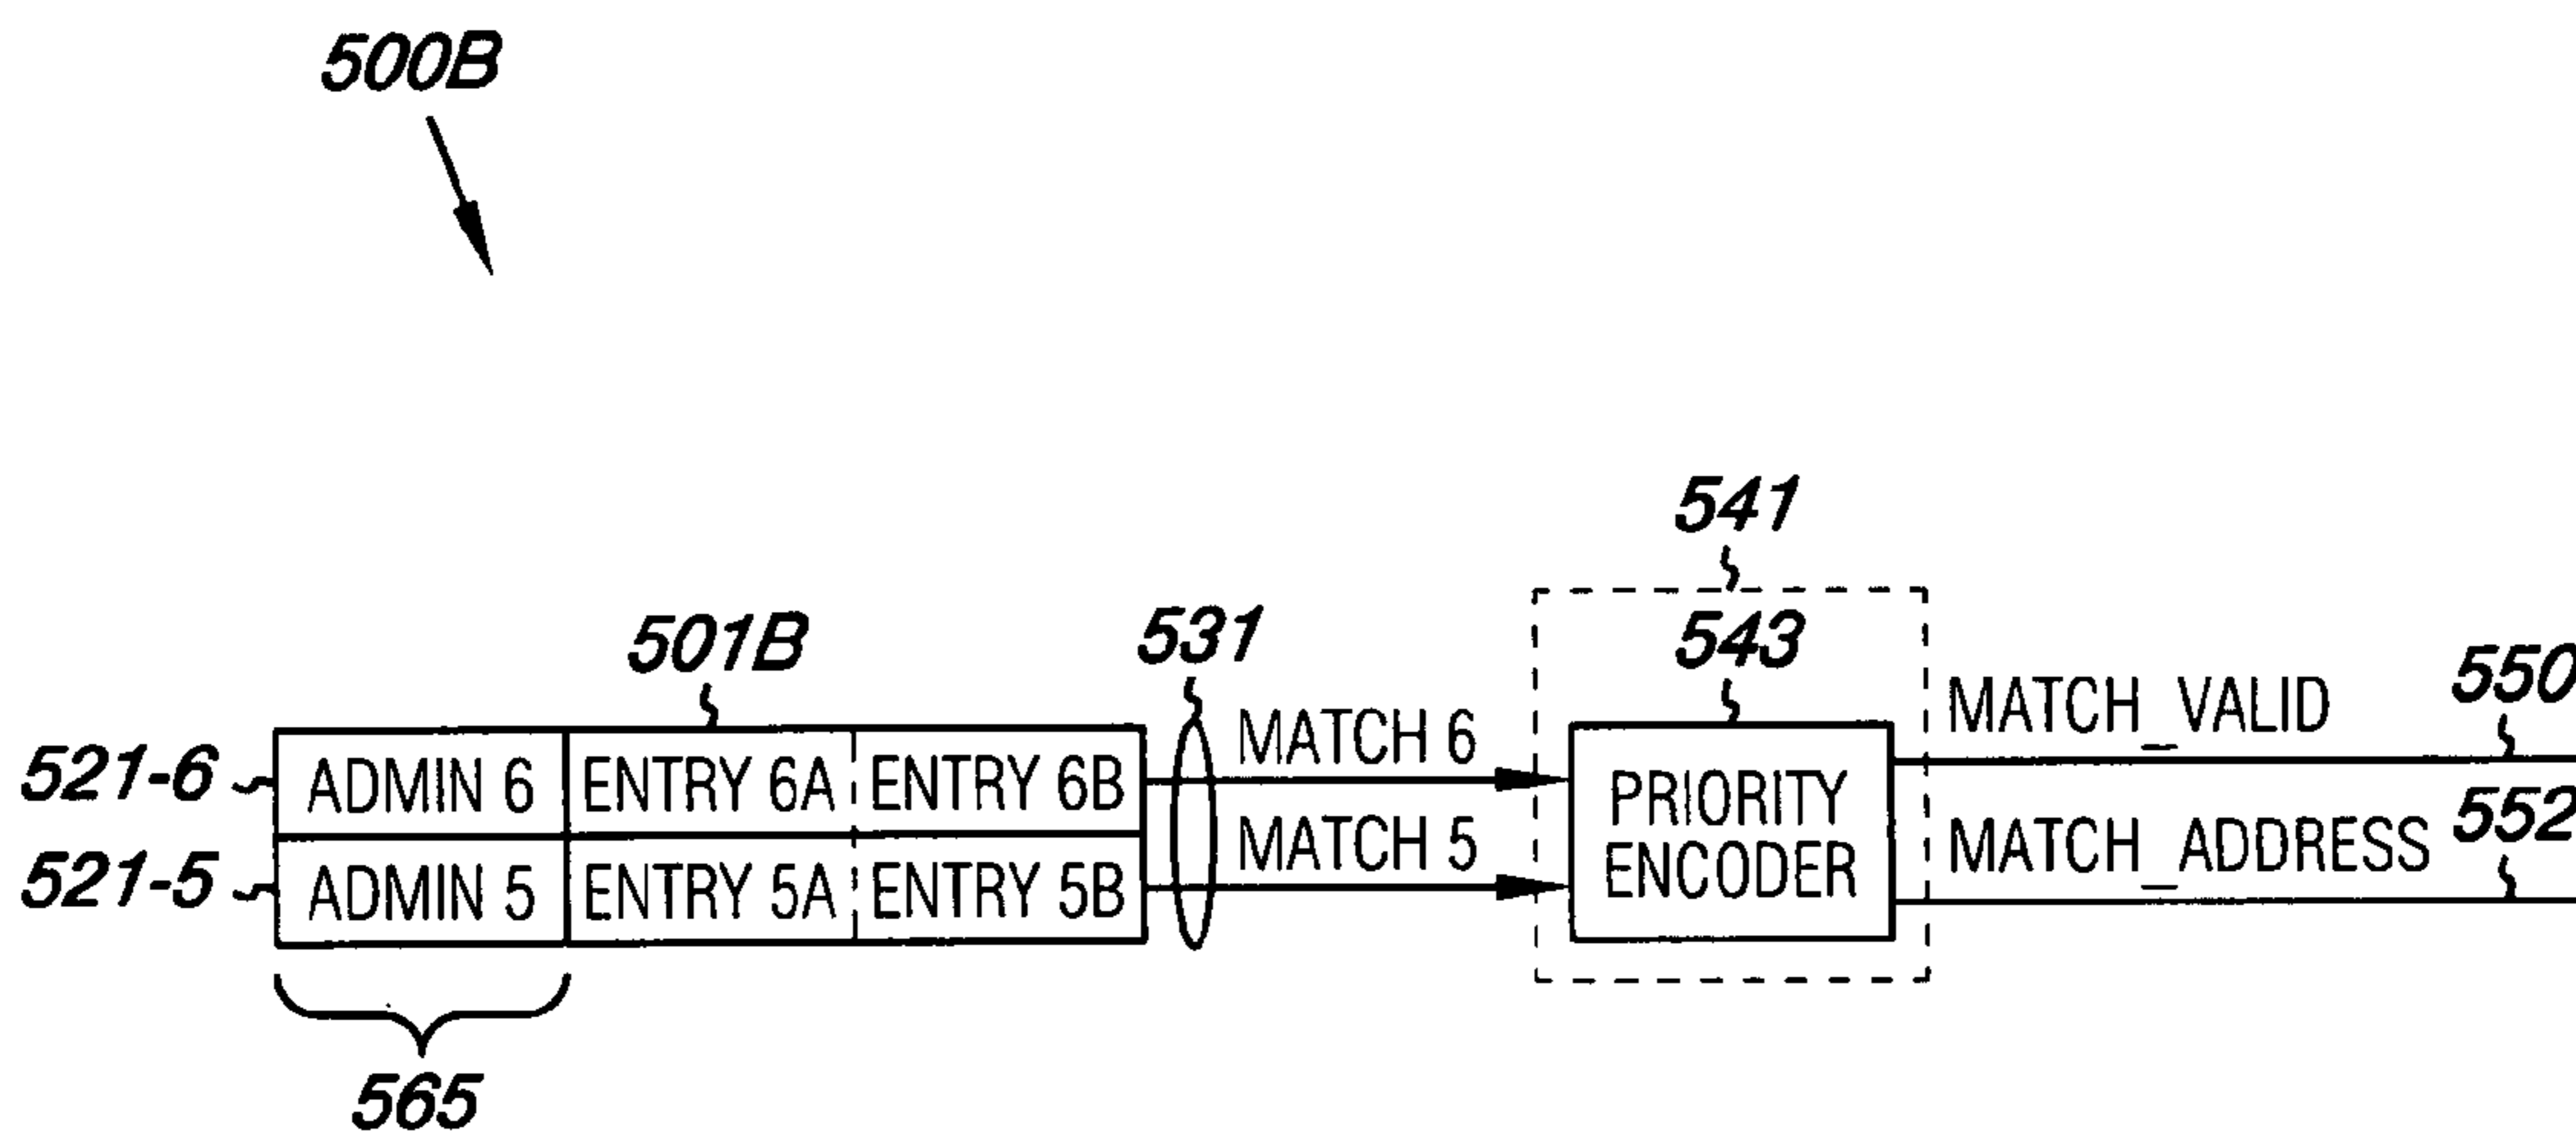 500B
541
501B
531
543
521-6 ADMIN 6 ENTRY 6A ENTRY 6B MATCH 6
521-5 ADMIN 5 ENTRY 5A ENTRY 5B MATCH 5
PRIORITY
ENCODER
MATCH_VALID 550
MATCH_ADDRESS 552
565